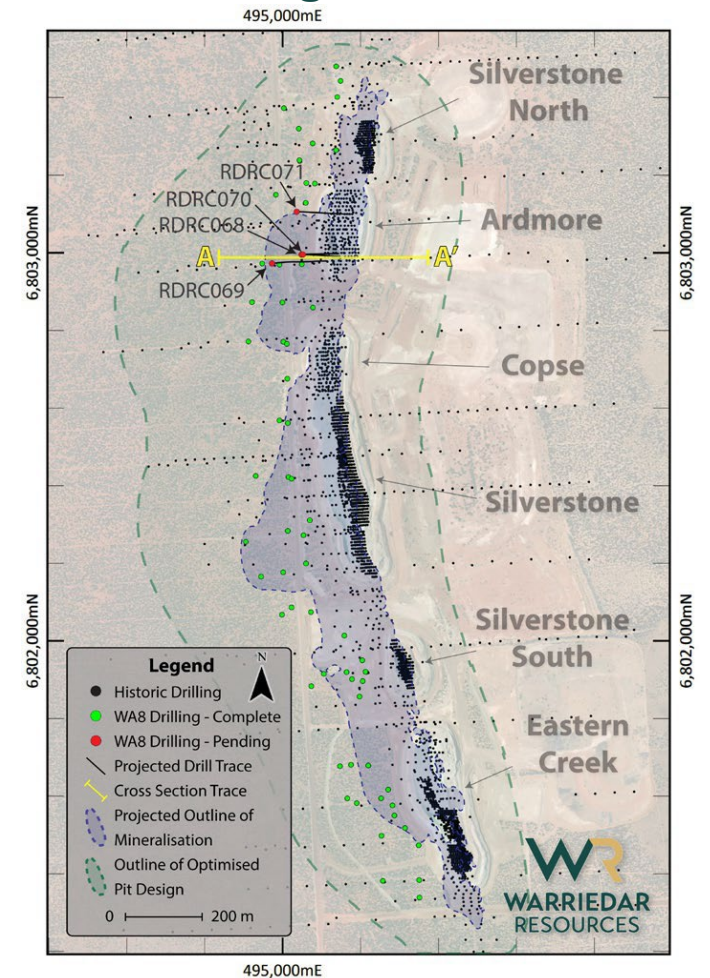 495,000mE
Silverstone
North
RDRC071
RDRC070
RDRC068
Ardmore
6,803,000mN
6,803,000mN
A
A'
RDRC069
Copse
Silverstone
Silverstone
South
6,802,000mN
6,802,000mN
Eastern
Creek
Legend
N
Historic Drilling
WA8 Drilling - Complete
WA8 Drilling - Pending
Projected Drill Trace
Cross Section Trace
Projected Outline of
Mineralisation
Outline of Optimised
Pit Design
0 200 m
WR
WARRIEDAR
RESOURCES
495,000mE